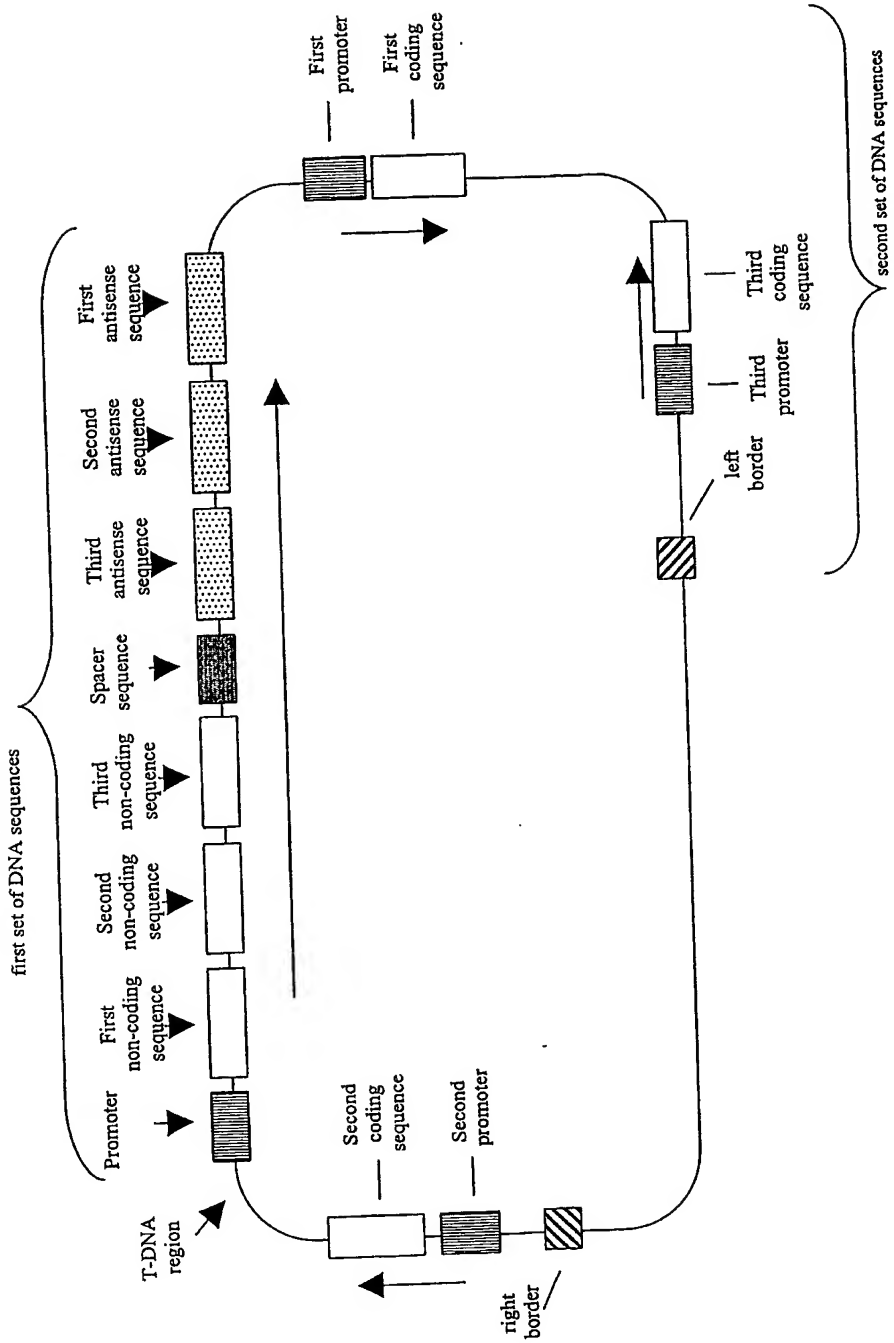 first set of DNA sequences
Promoter
First
non-coding
sequence
Second
non-coding
sequence
Third
non-coding
sequence
Spacer
sequence
Third
antisense
sequence
Second
antisense
sequence
First
antisense
sequence
T-DNA
region
First
promoter
First
coding
sequence
Second
coding
sequence
Second
promoter
right
border
left
border
Third
promoter
Third
coding
sequence
second set of DNA sequences